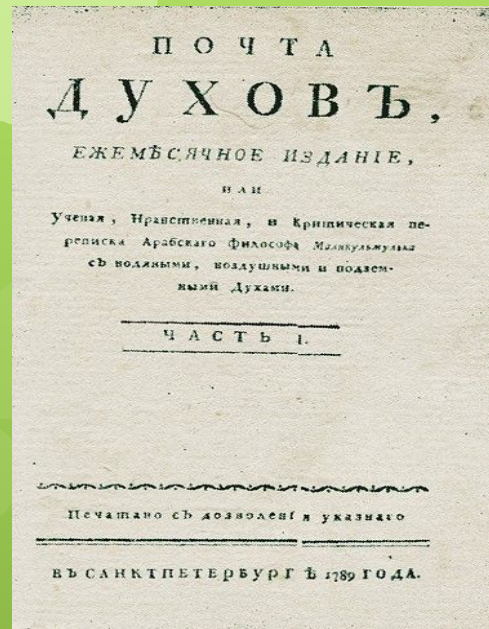 ПОЧТА
ДУХОВЪ,
ЕЖЕМѢСЯЧНОЕ ИЗДАНІЕ,
ИЛИ
Ученая, Нравственная, и Критическая пе-
реписка Арабскаго Философа Маликульмулька
съ водяными, воздушными и подзем-
ными Духами.
ЧАСТЬ I.
Печатано съ дозволенія указнаго
ВЪ САНКТПЕТЕРБУРГѢ 1789 ГОДА.